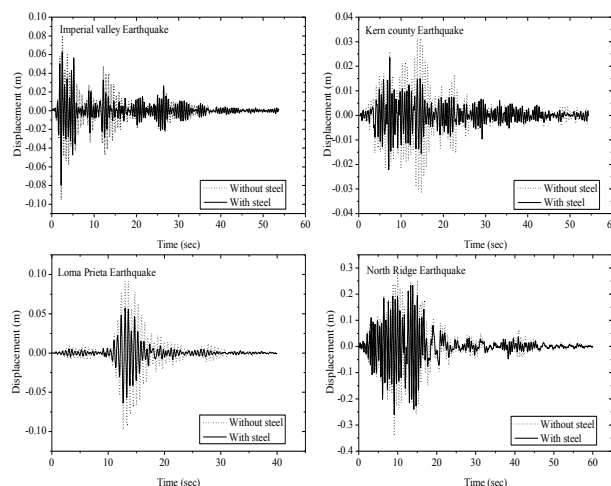 Imperial valley Earthquake
Displacement (m)
0.10
0.08
0.06
0.04
0.02
0.00
-0.02
-0.04
-0.06
-0.08
-0.10
Without steel
With steel
0 10 20 30 40 50 60
Time (sec)
Kern county Earthquake
Displacement (m)
0.04
0.03
0.02
0.01
0.00
-0.01
-0.02
-0.03
-0.04
Without steel
With steel
0 10 20 30 40 50 60
Time (sec)
Loma Prieta Earthquake
Displacement (m)
0.10
0.05
0.00
-0.05
-0.10
Without steel
With steel
0 10 20 30 40
Time (sec)
North Ridge Earthquake
Displacement (m)
0.3
0.2
0.1
0.0
-0.1
-0.2
-0.3
-0.4
Without steel
With steel
0 10 20 30 40 50 60
Time (sec)